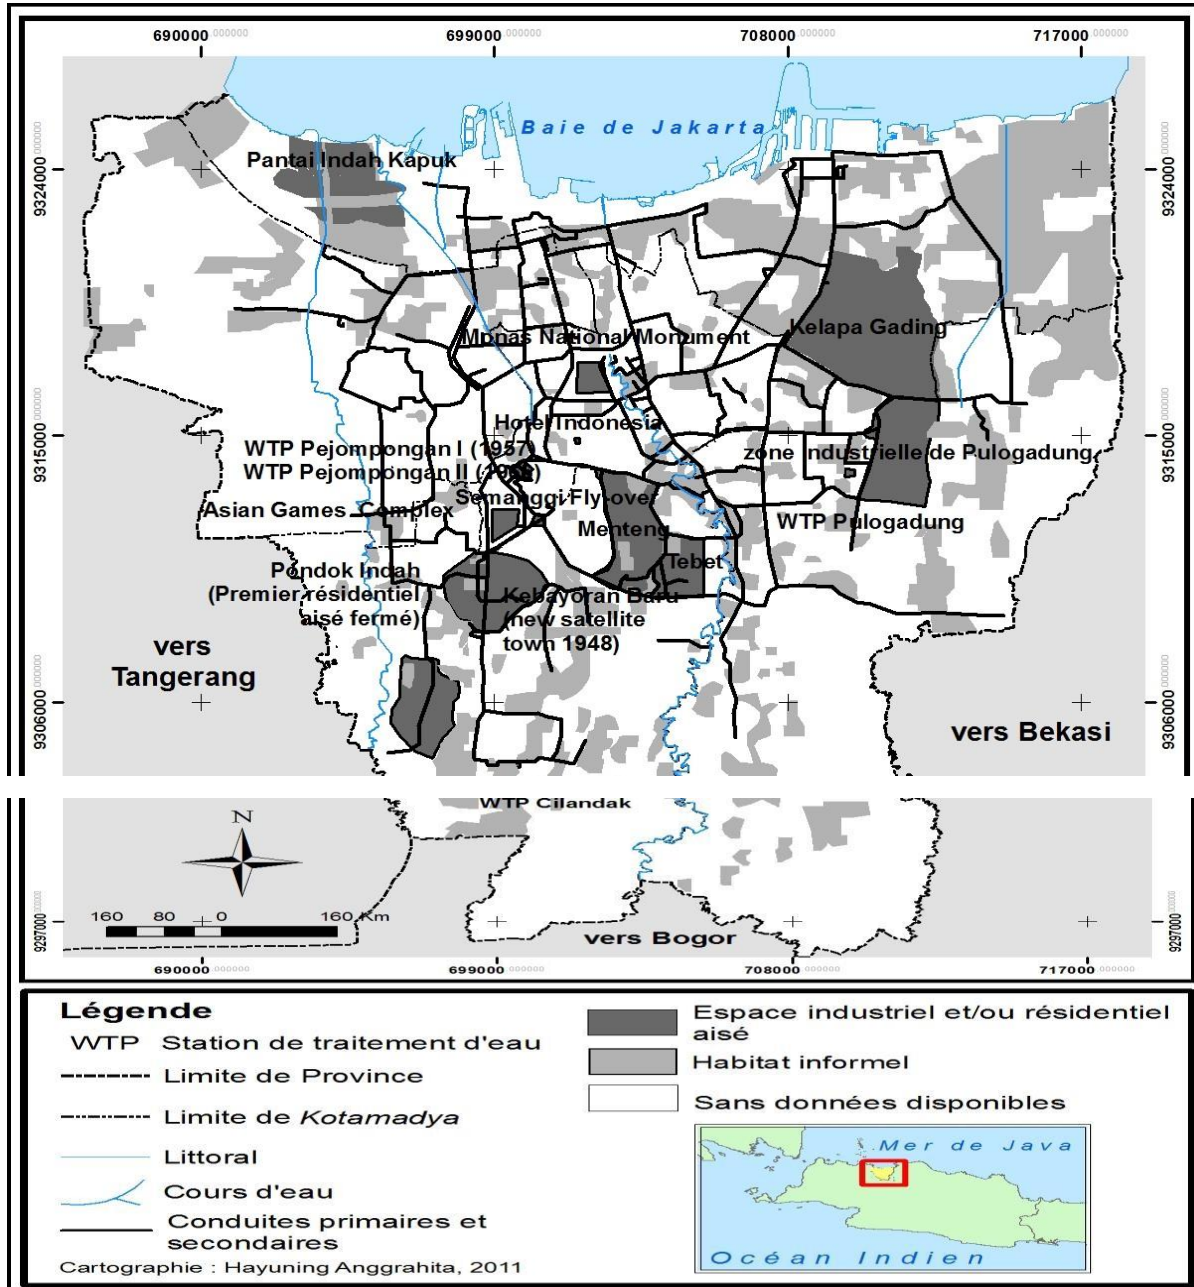 690000.000000 699000.000000 708000.000000 717000.000000
Baie de Jakarta
Pantai Indah Kapuk
9324000.000000 9324000.000000
Kelapa Gading
Monas National Monument
Hotel Indonesia
9315000.000000 9315000.000000
WTP Pejompongan I (1957)
zone Industrielle de Pulogadung
WTP Pejompongan II
Semanggi Fly-over
Asian Games Complex
Menteng
WTP Pulogadung
Tebet
Pondok Indah
(Premier résidentiel
aisé fermé)
Kebayoran Baru
(new satellite
town 1948)
vers
Tangerang
9306000.000000 9306000.000000
vers Bekasi
WTP Cilandak
N
160 80 0 160 Km
9297000.000000 9297000.000000
vers Bogor
690000.000000 699000.000000 708000.000000 717000.000000
Légende
WTP Station de traitement d'eau
Limite de Province
Limite de Kotamadya
Littoral
Cours d'eau
Conduites primaires et
secondaires
Cartographie : Hayuning Anggrahita, 2011
Espace industriel et/ou résidentiel
aisé
Habitat informel
Sans données disponibles
Mer de Java
Océan Indien